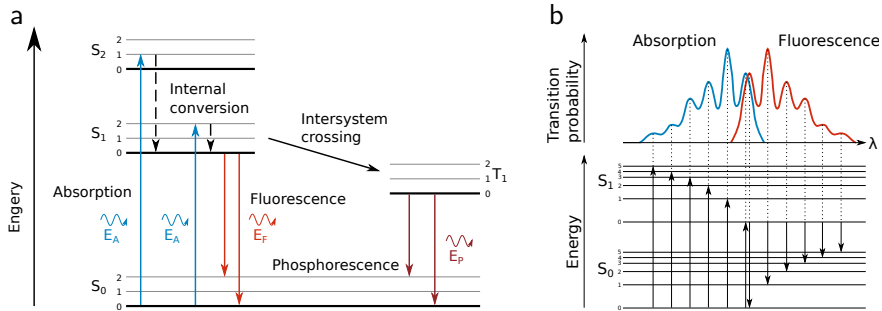 a
Engery
S2
2
1
0
Internal
conversion
S1
2
1
0
Intersystem
crossing
2
1
0
T1
Absorption
EA
EA
Fluorescence
EF
EP
Phosphorescence
S0
2
1
0
b
Transition
probability
Absorption
Fluorescence
λ
Energy
S1
5
4
3
2
1
0
S0
5
4
3
2
1
0